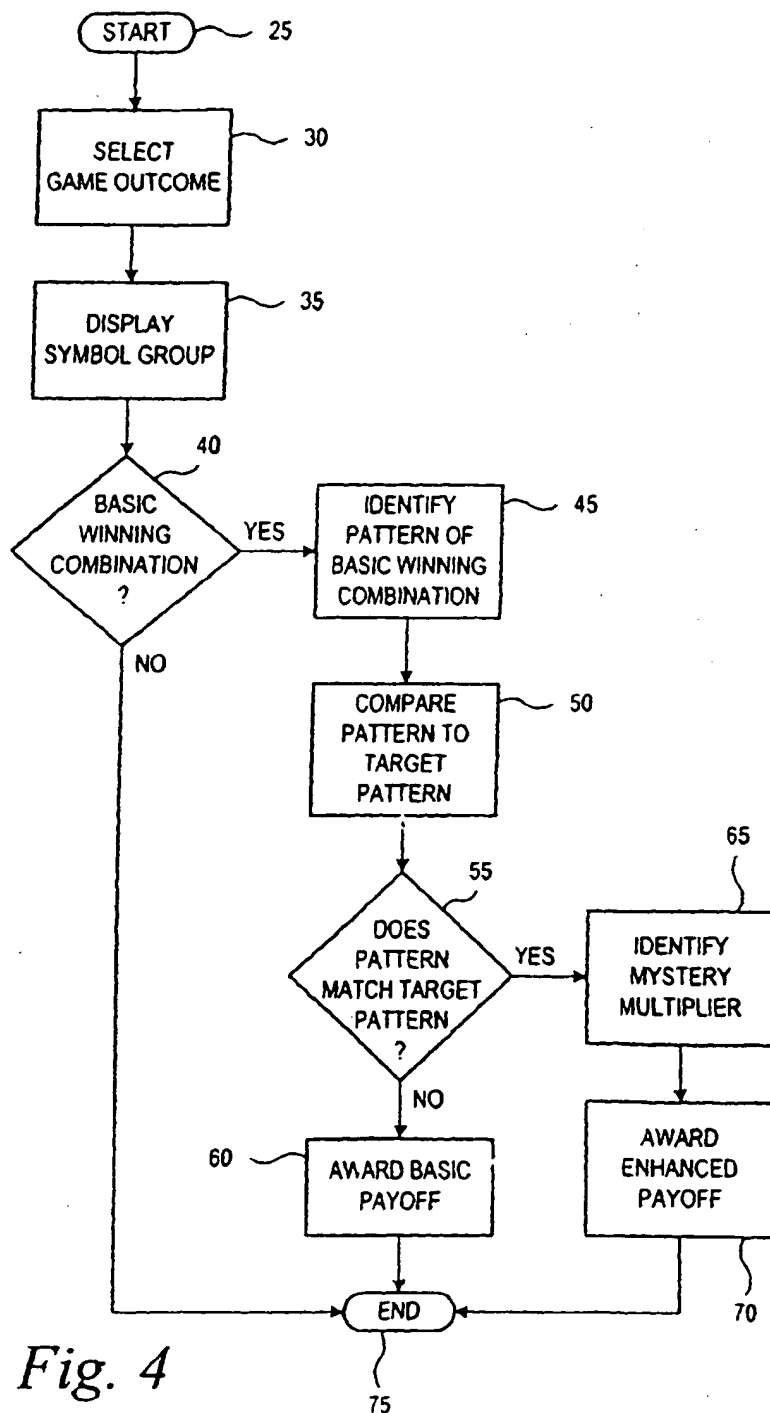 START
25
SELECT
GAME OUTCOME
30
DISPLAY
SYMBOL GROUP
35
BASIC
WINNING
COMBINATION
?
40
YES
NO
IDENTIFY
PATTERN OF
BASIC WINNING
COMBINATION
45
COMPARE
PATTERN TO
TARGET
PATTERN
50
DOES
PATTERN
MATCH TARGET
PATTERN
?
55
YES
NO
IDENTIFY
MYSTERY
MULTIPLIER
65
AWARD BASIC
PAYOFF
60
AWARD
ENHANCED
PAYOFF
70
END
75
Fig. 4